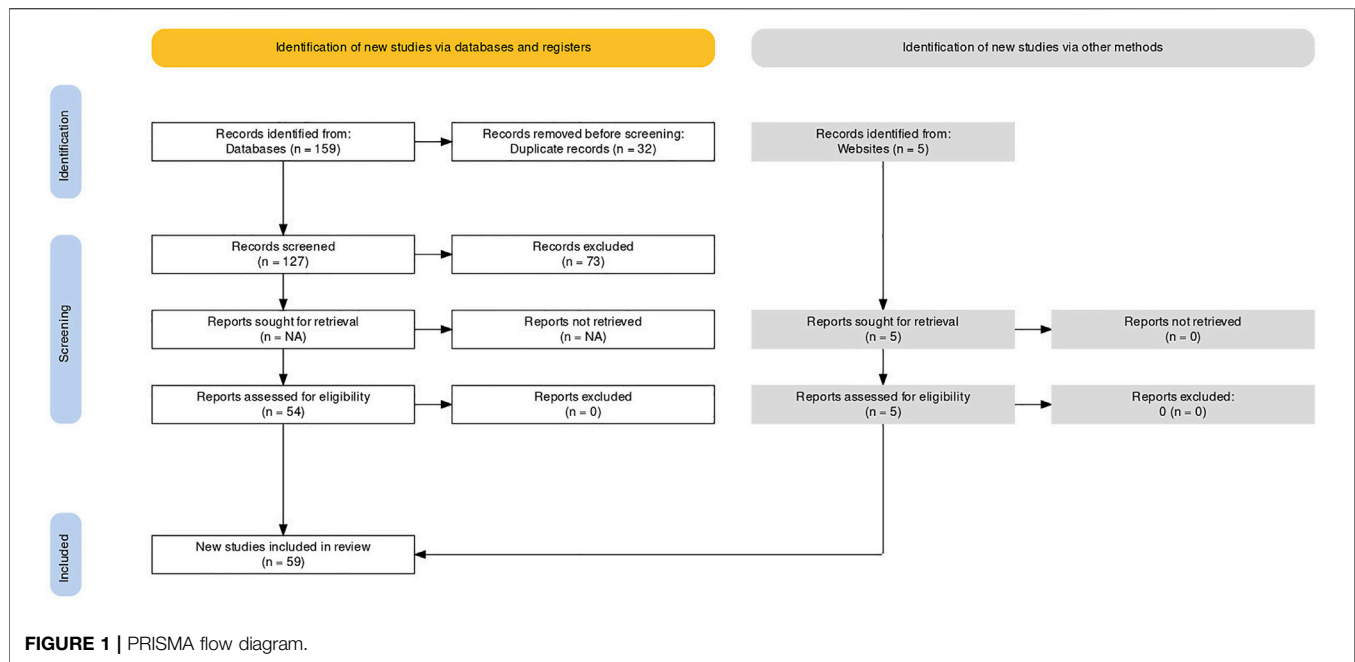 Identification of new studies via databases and registers
Identification of new studies via other methods
Identification
Records identified from:
Databases (n = 159)
Records removed before screening:
Duplicate records (n = 32)
Records identified from:
Websites (n = 5)
Screening
Records screened
(n = 127)
Records excluded
(n = 73)
Reports sought for retrieval
(n = NA)
Reports not retrieved
(n = NA)
Reports sought for retrieval
(n = 5)
Reports not retrieved
(n = 0)
Reports assessed for eligibility
(n = 54)
Reports excluded
(n = 0)
Reports assessed for eligibility
(n = 5)
Reports excluded:
0 (n = 0)
Included
New studies included in review
(n = 59)
FIGURE 1 | PRISMA flow diagram.